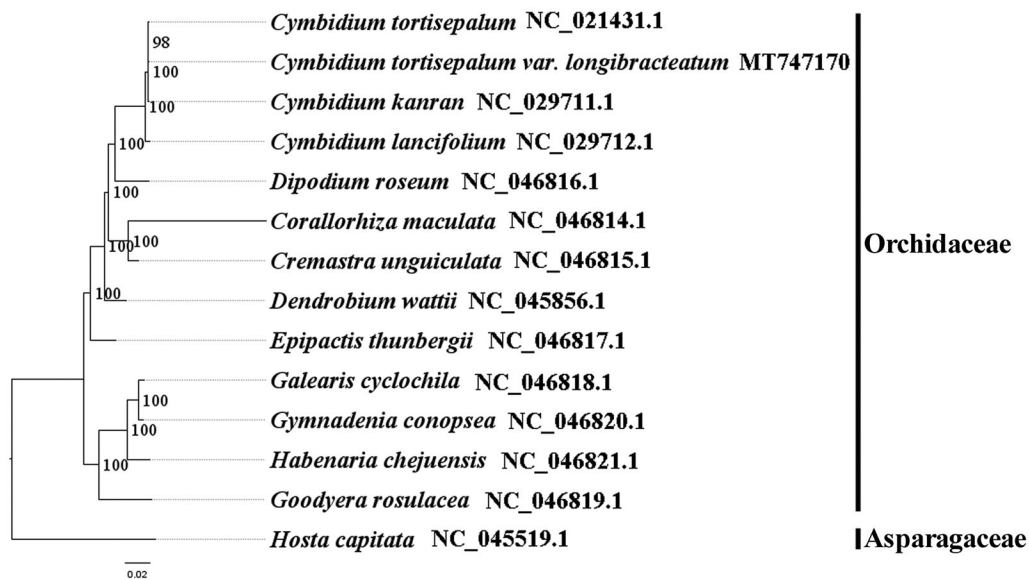 Cymbidium tortisepalum NC_021431.1
98
Cymbidium tortisepalum var. longibracteatum MT747170
100
Cymbidium kanran NC_029711.1
100
Cymbidium lancifolium NC_029712.1
100
Dipodium roseum NC_046816.1
100
Corallorhiza maculata NC_046814.1
100 100
Orchidaceae
Cremastra unguiculata NC_046815.1
Dendrobium wattii NC_045856.1
100
Epipactis thunbergii NC_046817.1
Galearis cyclochila NC_046818.1
100
Gymnadenia conopsea NC_046820.1
100
Habenaria chejuensis NC_046821.1
100
Goodyera rosulacea NC_046819.1
Hosta capitata NC_045519.1
Asparagaceae
0.02